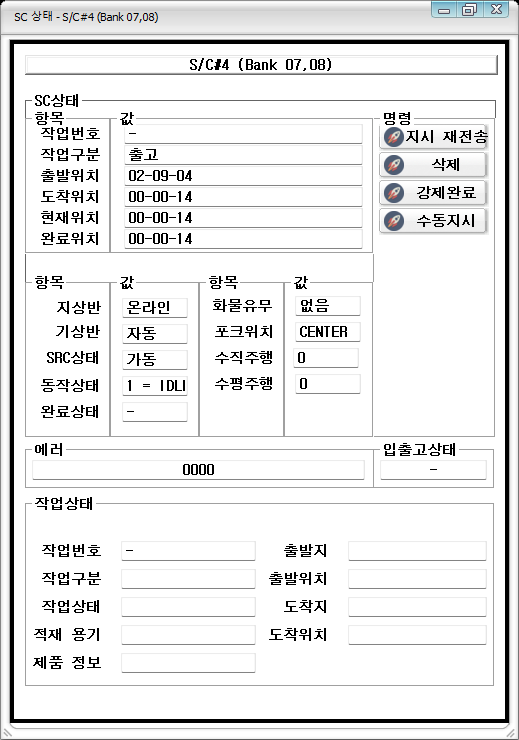 SC 상태 - S/C#4 (Bank 07,08)
S/C#4 (Bank 07,08)
SC상태
항목 값 명령
작업번호 - 지시 재전송
작업구분 출고 삭제
출발위치 02-09-04
도착위치 00-00-14 강제완료
현재위치 00-00-14 수동지시
완료위치 00-00-14
항목 값 항목 값
지상반 온라인 화물유무 없음
기상반 자동 포크위치 CENTER
SRC상태 가동 수직주행 0
동작상태 1 = IDLI 수평주행 0
완료상태 -
에러 입출고상태
0000 -
작업상태
작업번호 - 출발지
작업구분 출발위치
작업상태 도착지
적재 용기 도착위치
제품 정보